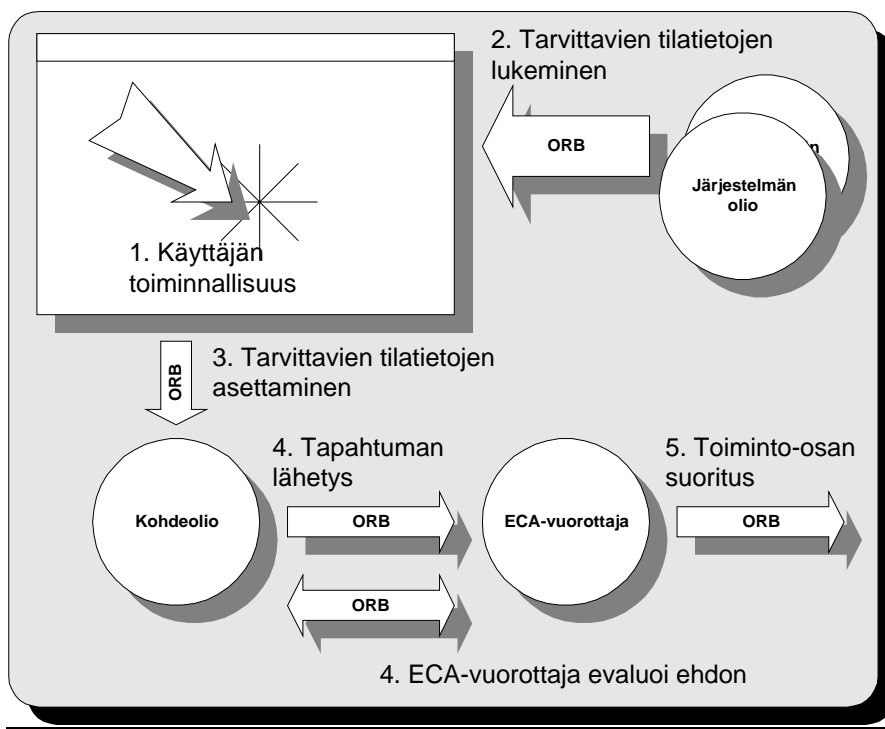 2. Tarvittavien tilatietojen
lukeminen
ORB
n
Järjestelmän
olio
1. Käyttäjän
toiminnallisuus
ORB
3. Tarvittavien tilatietojen
asettaminen
4. Tapahtuman
lähetys
5. Toiminto-osan
suoritus
Kohdeolio
ORB
ECA-vuorottaja
ORB
ORB
4. ECA-vuorottaja evaluoi ehdon